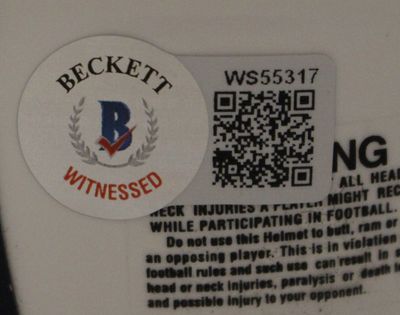 BECKETT
B
WITNESSED
WS55317
NG
ALL HEA
NECK INJURIES A PLAYER MIGHT REC
WHILE PARTICIPATING IN FOOTBALL.
Do not use this Helmet to butt, ram or
an opposing player. This is in violation
football rules and such use can result in s
head or neck injuries, paralysis or death
and possible injury to your opponent.